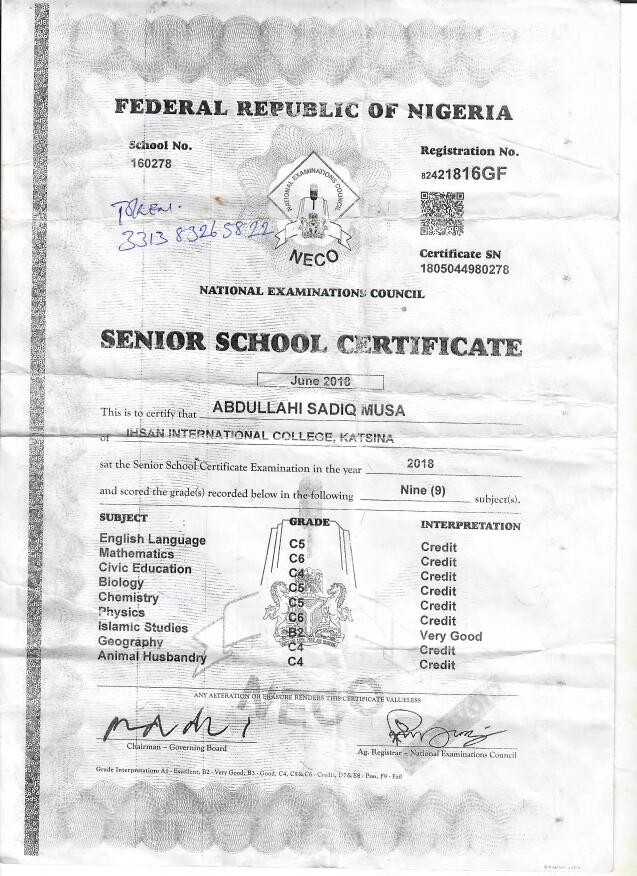 FEDERAL REPUBLIC OF NIGERIA
School No.
160278
Registration No.
82421816GF
Token.
3313 8326 5822
NATIONAL EXAMINATIONS COUNCIL
NECO
Certificate SN
1805044980278
NATIONAL EXAMINATIONS COUNCIL
SENIOR SCHOOL CERTIFICATE
June 2018
This is to certify that ABDULLAHI SADIQ MUSA
of IHSAN INTERNATIONAL COLLEGE, KATSINA
sat the Senior School Certificate Examination in the year 2018
and scored the grade(s) recorded below in the following Nine (9) subject(s).
SUBJECT GRADE INTERPRETATION
English Language C5 Credit
Mathematics C6 Credit
Civic Education C4 Credit
Biology C5 Credit
Chemistry C5 Credit
Physics C6 Credit
Islamic Studies B2 Very Good
Geography C4 Credit
Animal Husbandry C4 Credit
NECO
ANY ALTERATION OR ERASURE RENDERS THIS CERTIFICATE VALUELESS
Chairman – Governing Board
Ag. Registrar – National Examinations Council
Grade Interpretation: A1 - Excellent, B2 - Very Good, B3 - Good, C4, C5 & C6 - Credit, D7 & E8 - Pass, F9 - Fail